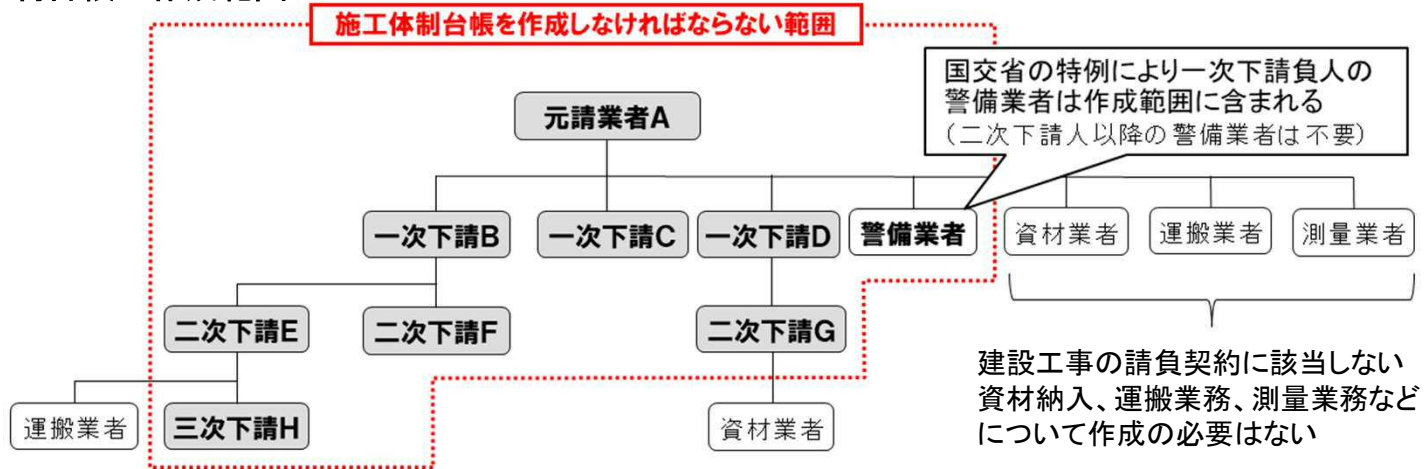 施工体制台帳を作成しなければならない範囲
国交省の特例により一次下請負人の
警備業者は作成範囲に含まれる
（二次下請人以降の警備業者は不要）
元請業者A
一次下請B
一次下請C
一次下請D
警備業者
資材業者
運搬業者
測量業者
二次下請E
二次下請F
二次下請G
建設工事の請負契約に該当しない
資材納入、運搬業務、測量業務など
について作成の必要はない
運搬業者
三次下請H
資材業者